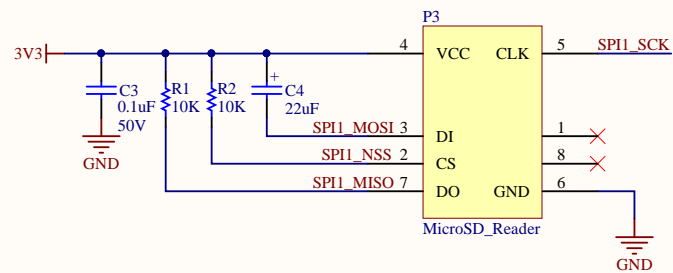 P3
3V3
4
VCC
CLK
5
SPI1_SCK
C3
0.1uF
50V
R1
10K
R2
10K
+
C4
22uF
SPI1_MOSI
3
DI
1
SPI1_NSS
2
CS
8
SPI1_MISO
7
DO
GND
6
GND
MicroSD_Reader
GND